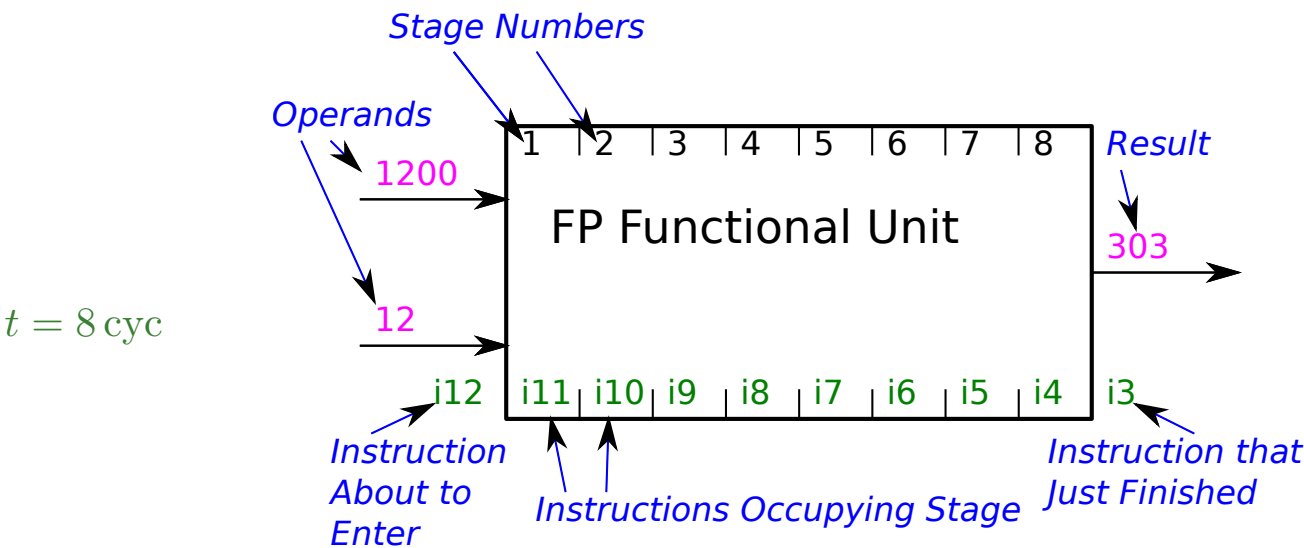 Stage Numbers
Operands
1 2 3 4 5 6 7 8
Result
1200
FP Functional Unit
303
12
t = 8 cyc
i12 i11 i10 i9 i8 i7 i6 i5 i4 i3
Instruction
About to
Enter
Instructions Occupying Stage
Instruction that
Just Finished